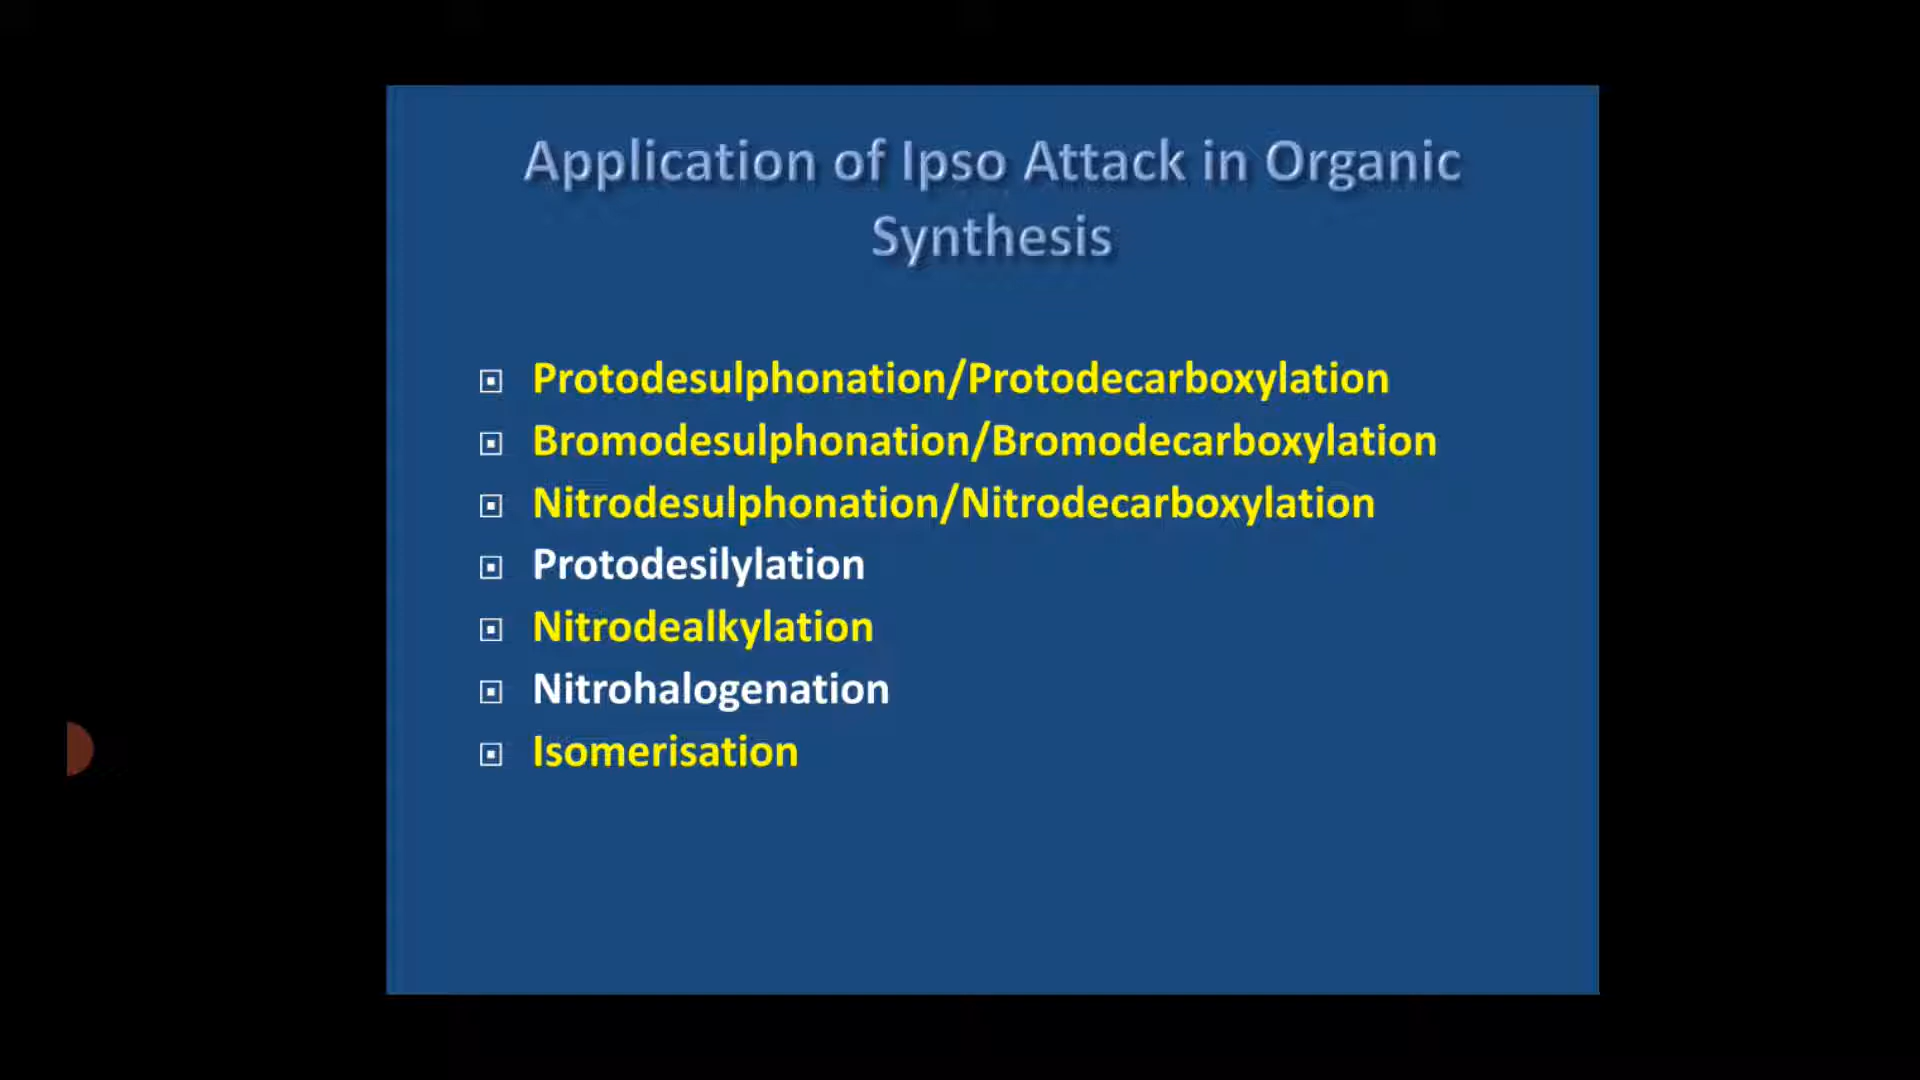 Application of Ipso Attack in Organic
Synthesis
Protodesulphonation/Protodecarboxylation
Bromodesulphonation/Bromodecarboxylation
Nitrodesulphonation/Nitrodecarboxylation
Protodesilylation
Nitrodealkylation
Nitrohalogenation
Isomerisation